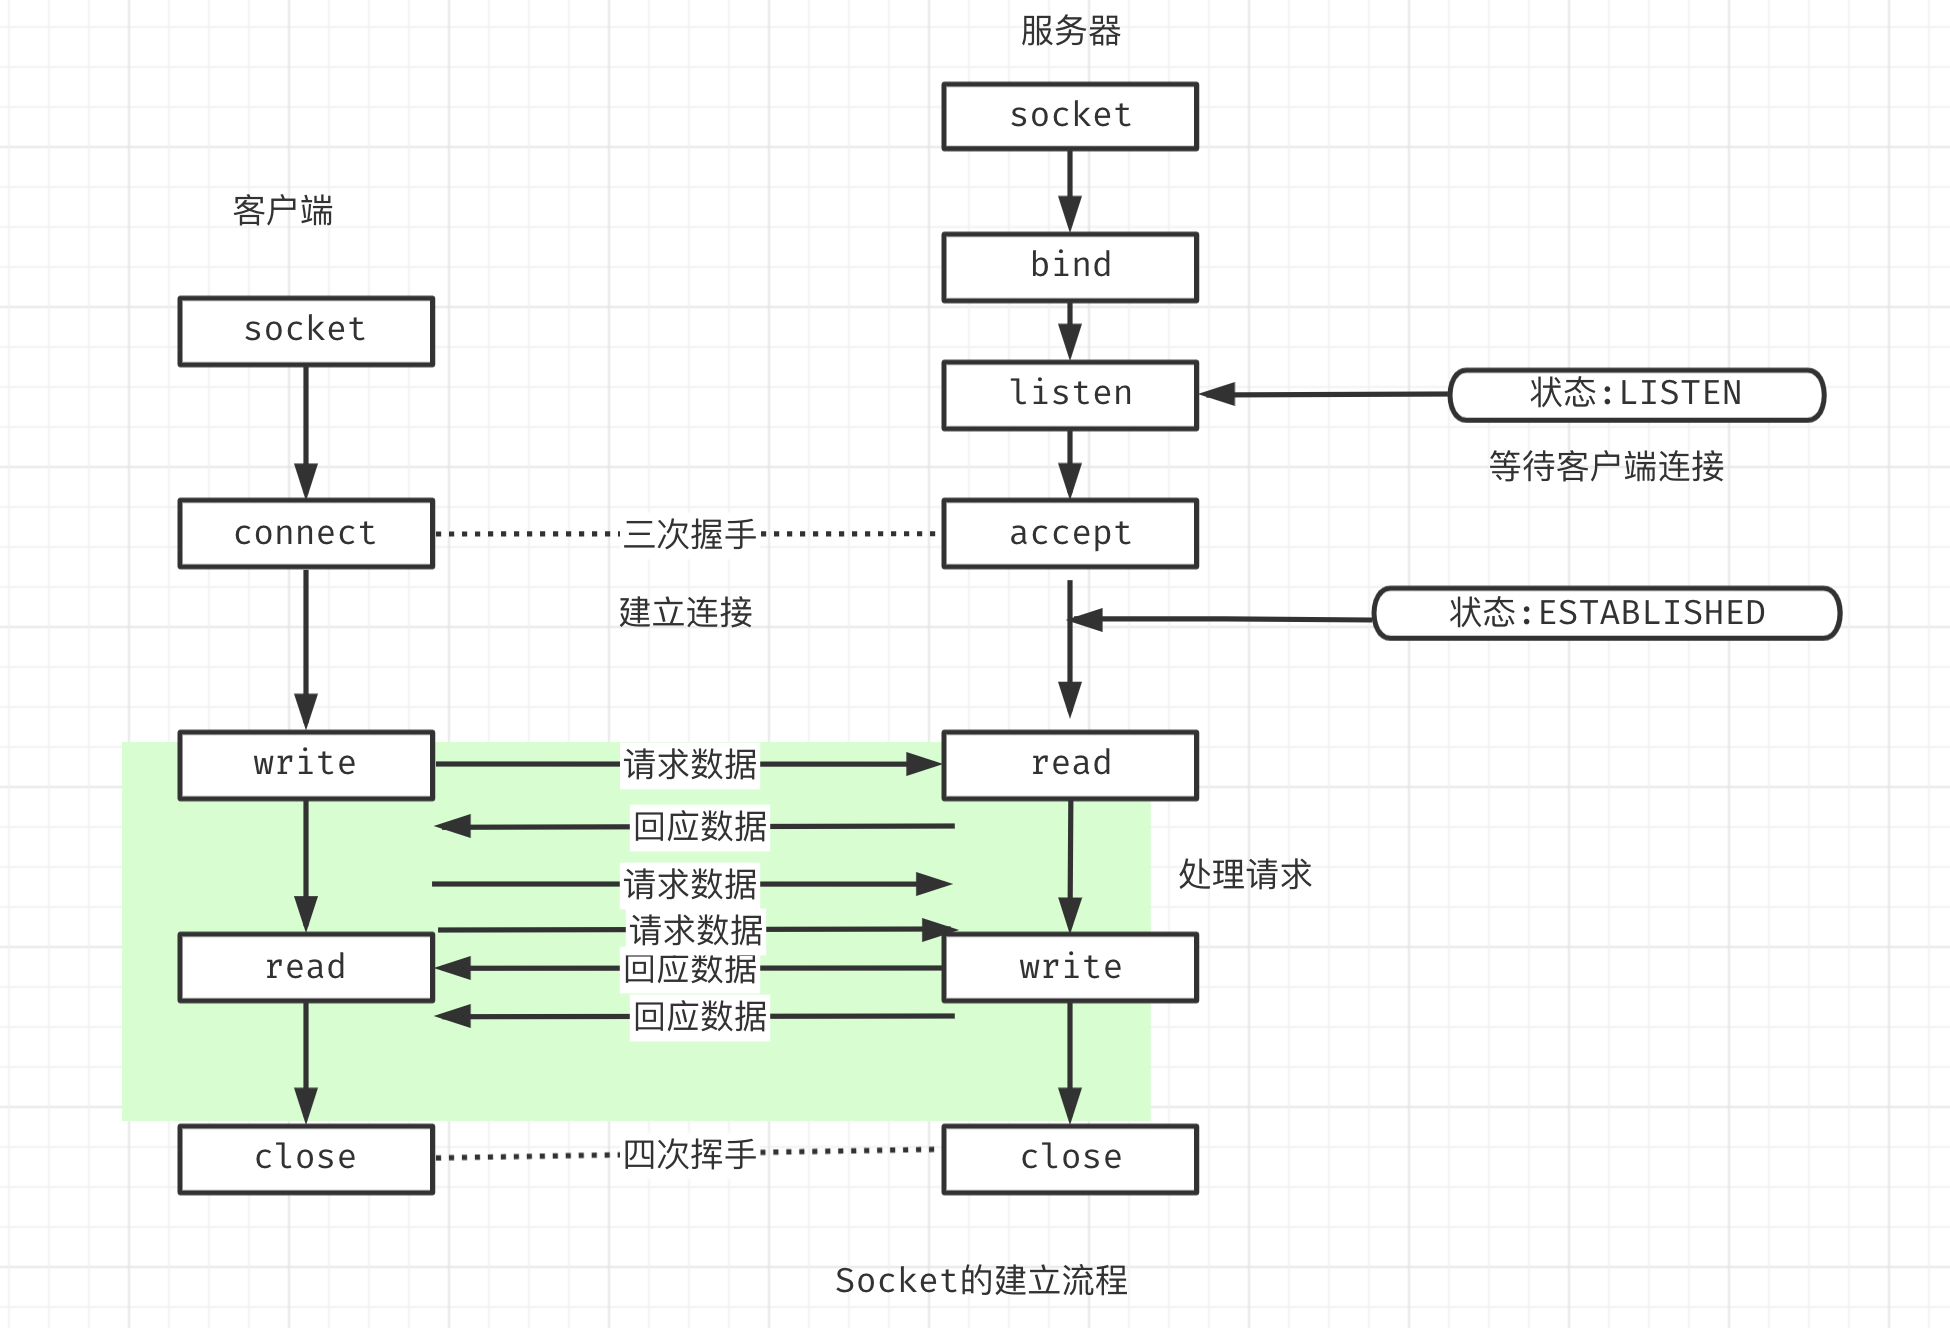 服务器
socket
客户端
bind
socket
listen
状态:LISTEN
等待客户端连接
connect
三次握手
accept
建立连接
状态:ESTABLISHED
write
请求数据
read
回应数据
处理请求
请求数据
请求数据
read
回应数据
write
回应数据
close
四次挥手
close
Socket的建立流程